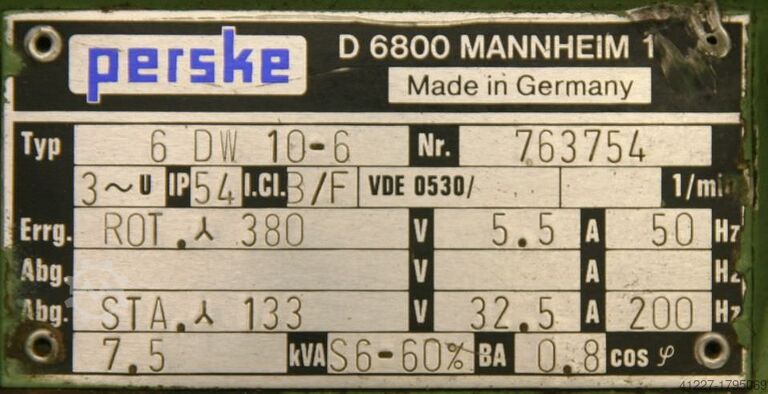 perske D 6800 MANNHEIM 1
Made in Germany
Typ 6 DW 10-6 Nr. 763754
3~U IP 54 I.Cl. B/F VDE 0530/ 1/min
Errg. ROT. ⅄ 380 V 5.5 A 50 Hz
Abg. V A Hz
Abg. STA. ⅄ 133 V 32.5 A 200 Hz
7.5 kVA S6-60% BA 0.8 cos φ
41227-1795069